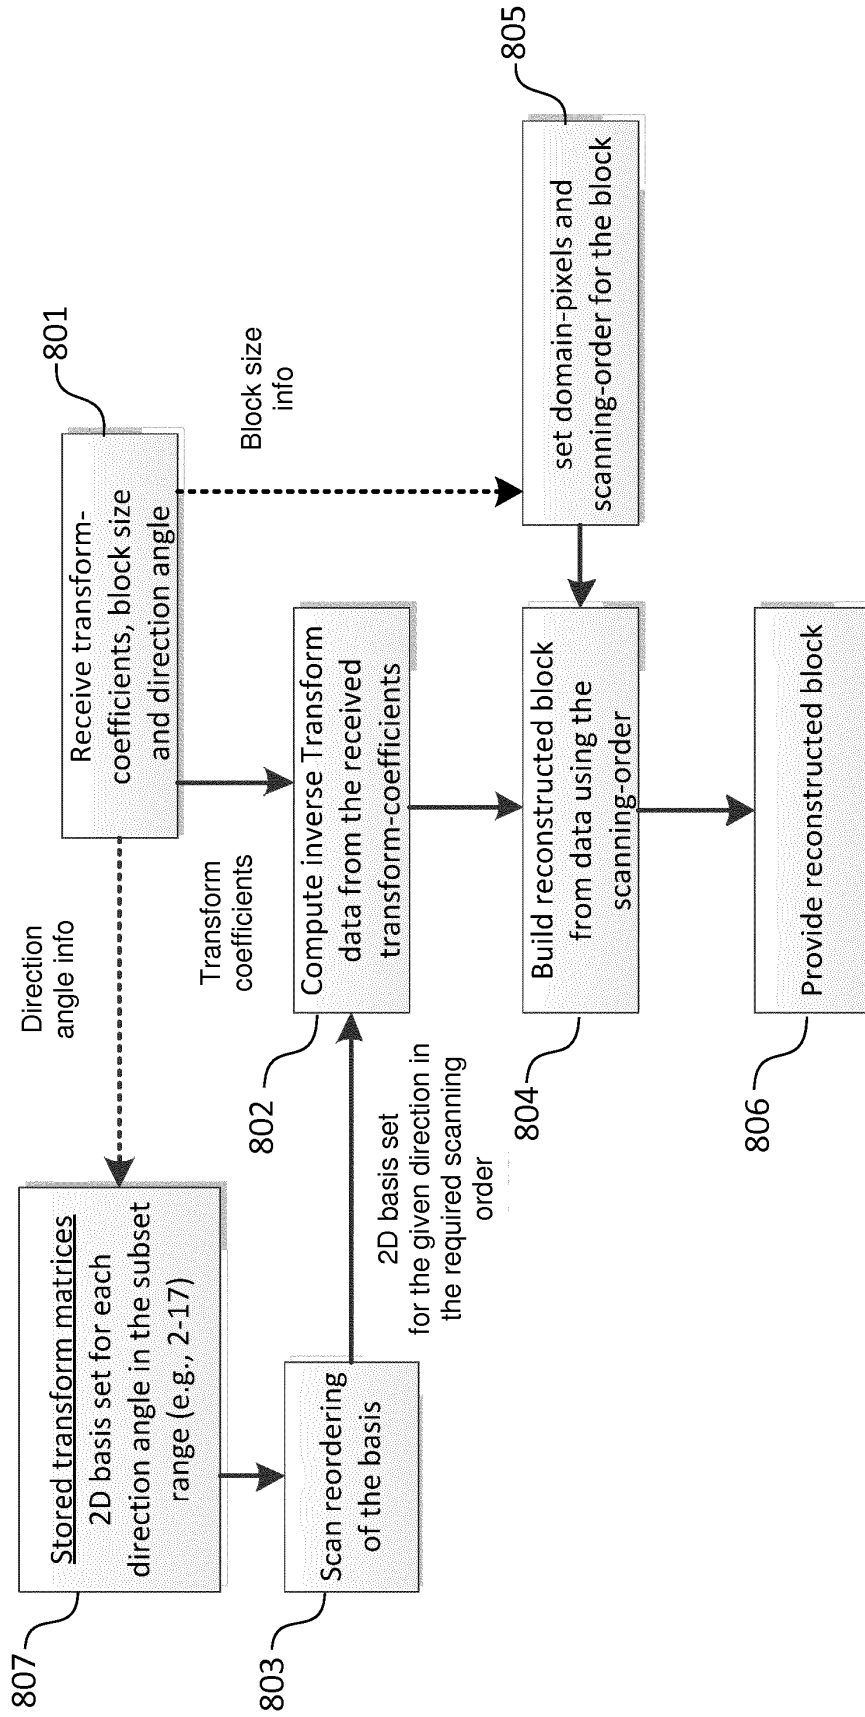 801
Receive transform-
coefficients, block size
and direction angle
Direction
angle info
Transform
coefficients
Block size
info
807
Stored transform matrices
2D basis set for each
direction angle in the subset
range (e.g., 2-17)
803
Scan reordering
of the basis
2D basis set
for the given direction in
the required scanning
order
802
Compute inverse Transform
data from the received
transform-coefficients
805
set domain-pixels and
scanning-order for the block
804
Build reconstructed block
from data using the
scanning-order
806
Provide reconstructed block